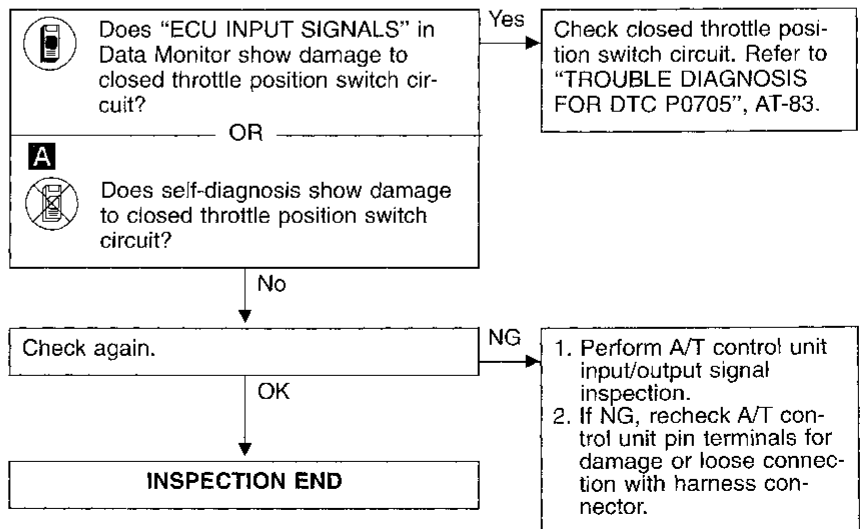 Does “ECU INPUT SIGNALS” in
Data Monitor show damage to
closed throttle position switch cir-
cuit?
OR
A
Does self-diagnosis show damage
to closed throttle position switch
circuit?
Yes
Check closed throttle posi-
tion switch circuit. Refer to
“TROUBLE DIAGNOSIS
FOR DTC P0705”, AT-83.
No
Check again.
NG
1. Perform A/T control unit
input/output signal
inspection.
2. If NG, recheck A/T con-
trol unit pin terminals for
damage or loose connec-
tion with harness con-
nector.
OK
INSPECTION END